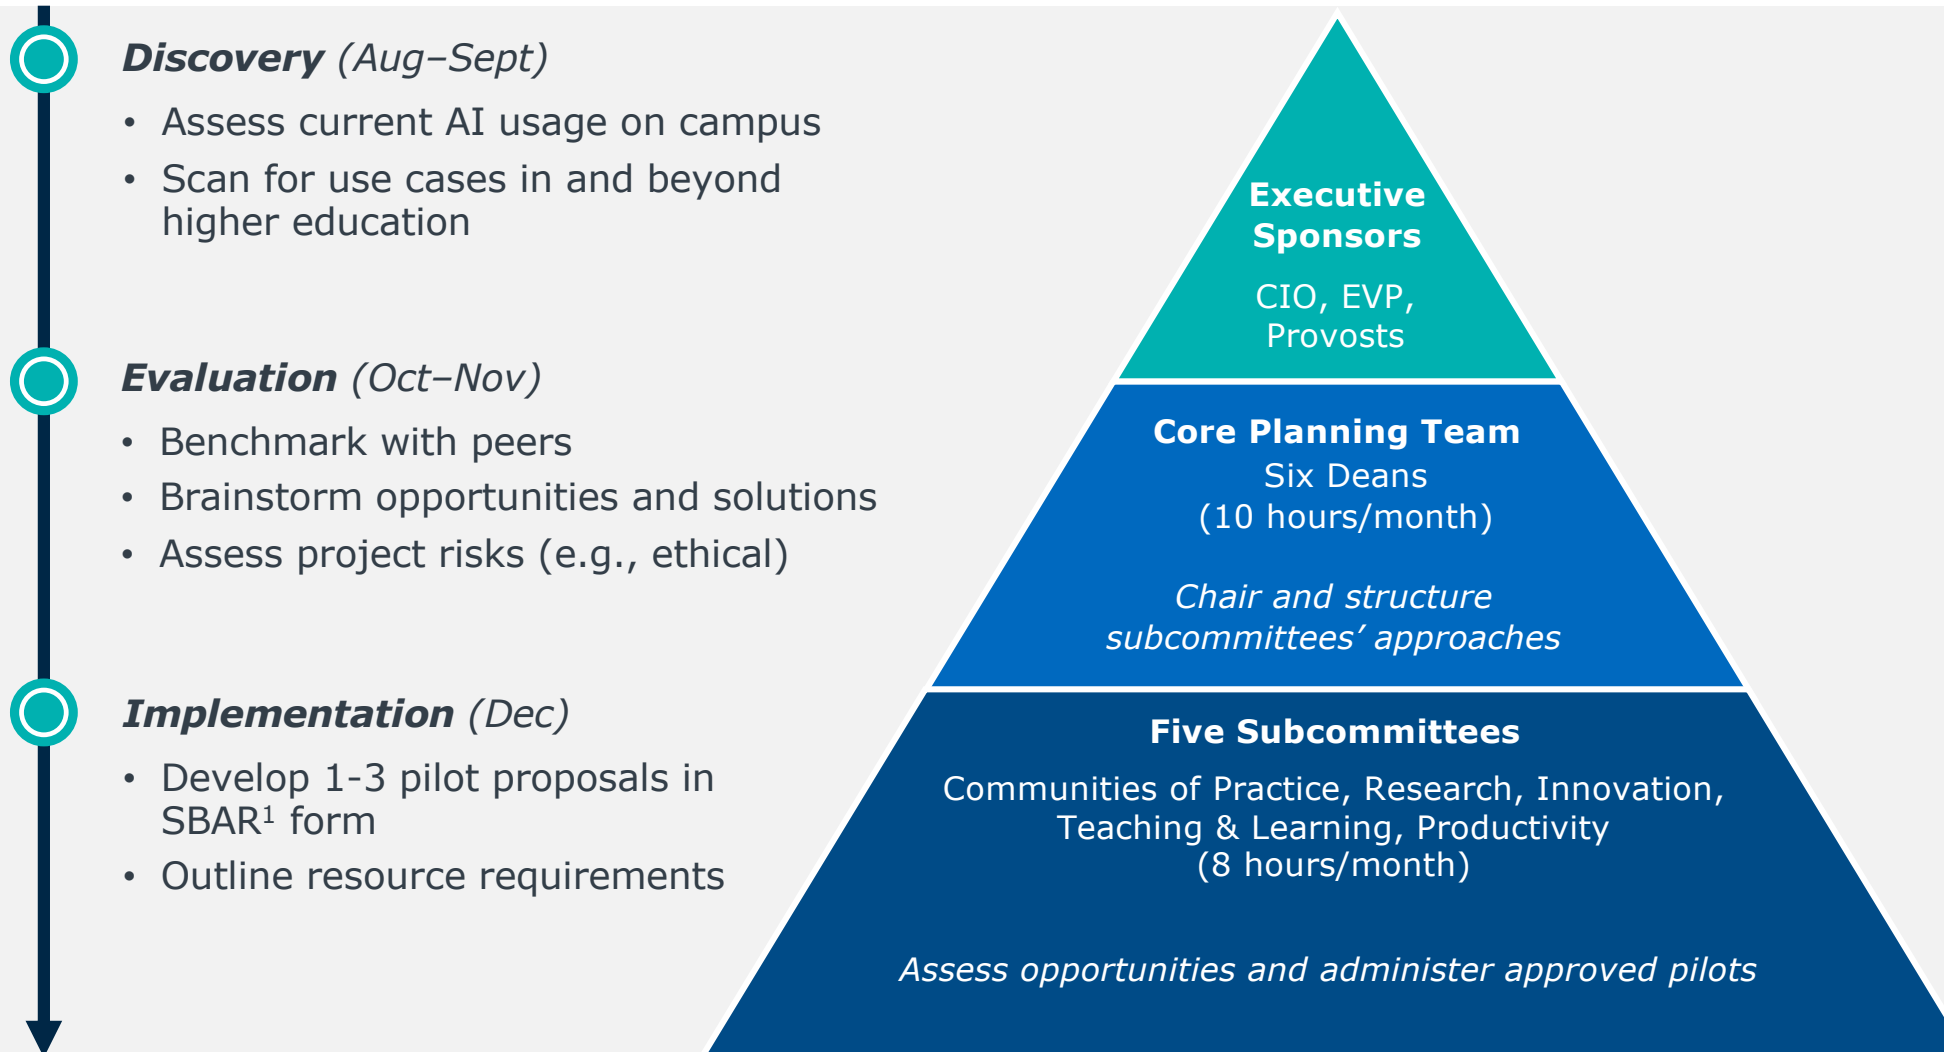 Discovery (Aug–Sept)
• Assess current AI usage on campus
• Scan for use cases in and beyond
higher education
Evaluation (Oct–Nov)
• Benchmark with peers
• Brainstorm opportunities and solutions
• Assess project risks (e.g., ethical)
Implementation (Dec)
• Develop 1-3 pilot proposals in
SBAR¹ form
• Outline resource requirements
Executive
Sponsors
CIO, EVP,
Provosts
Core Planning Team
Six Deans
(10 hours/month)
Chair and structure
subcommittees’ approaches
Five Subcommittees
Communities of Practice, Research, Innovation,
Teaching & Learning, Productivity
(8 hours/month)
Assess opportunities and administer approved pilots